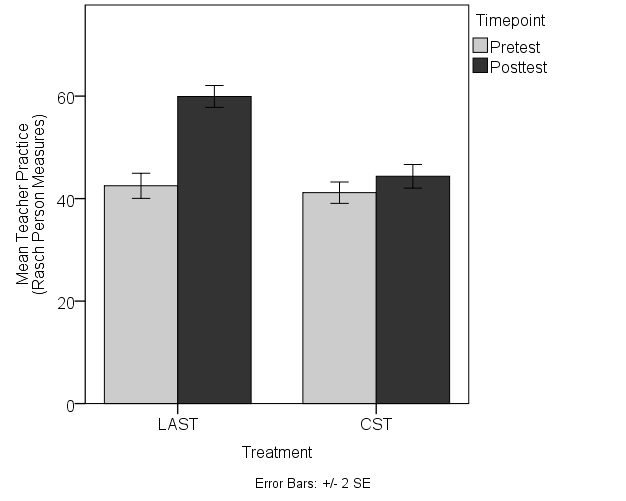 Timepoint
Pretest
Posttest
Mean Teacher Practice
(Rasch Person Measures)
60
40
20
0
LAST
CST
Treatment
Error Bars: +/- 2 SE